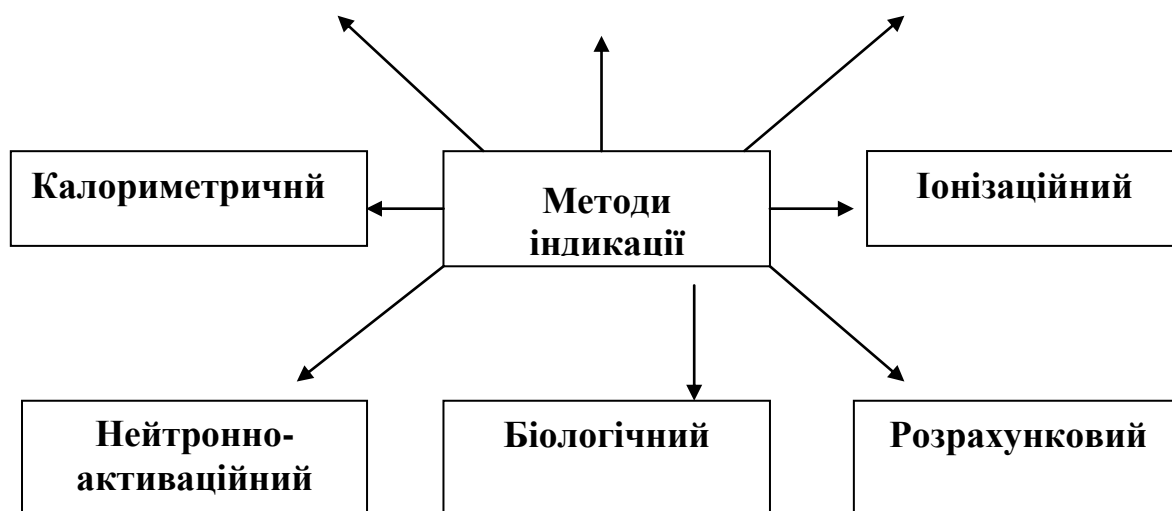 Калориметричнй
Методи
індикації
Іонізаційний
Нейтронно-
активаційний
Біологічний
Розрахунковий